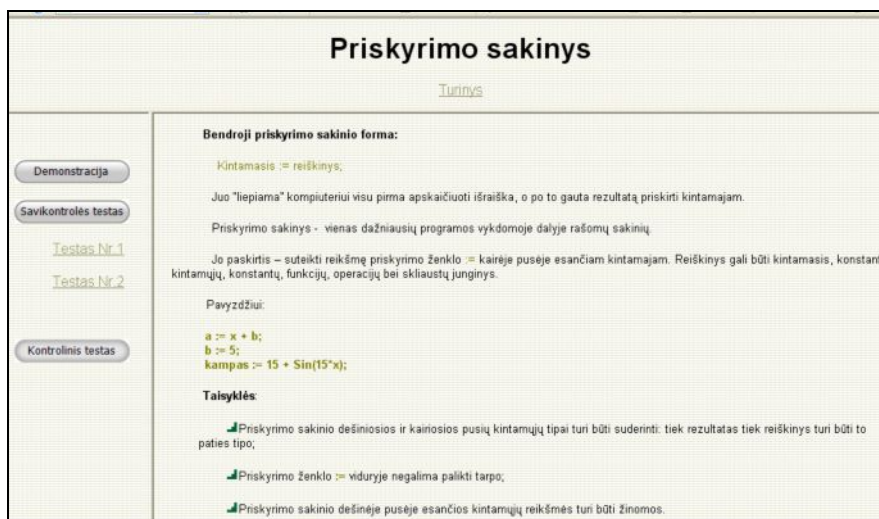 Priskyrimo sakinys
Turinys
Demonstracija
Savikontrolės testas
Testas Nr.1
Testas Nr.2
Kontrolinis testas
Bendroji priskyrimo sakinio forma:
Kintamasis := reiškinys;
Juo "liepiama" kompiuteriui visu pirma apskaičiuoti išraiška, o po to gauta rezultatą priskirti kintamajam.
Priskyrimo sakinys - vienas dažniausių programos vykdomoje dalyje rašomų sakinių.
Jo paskirtis – suteikti reikšmę priskyrimo ženklo := kairėje pusėje esančiam kintamajam. Reiškinys gali būti kintamasis, konstant
kintamųjų, konstantų, funkcijų, operacijų bei skliaustų junginys.
Pavyzdžiui:
a := x + b;
b := 5;
kampas := 15 + Sin(15*x);
Taisyklės:
Priskyrimo sakinio dešiniosios ir kairiosios pusių kintamųjų tipai turi būti suderinti: tiek rezultatas tiek reiškinys turi būti to
paties tipo;
Priskyrimo ženklo := viduryje negalima palikti tarpo;
Priskyrimo sakinio dešinėje pusėje esančios kintamųjų reikšmės turi būti žinomos.